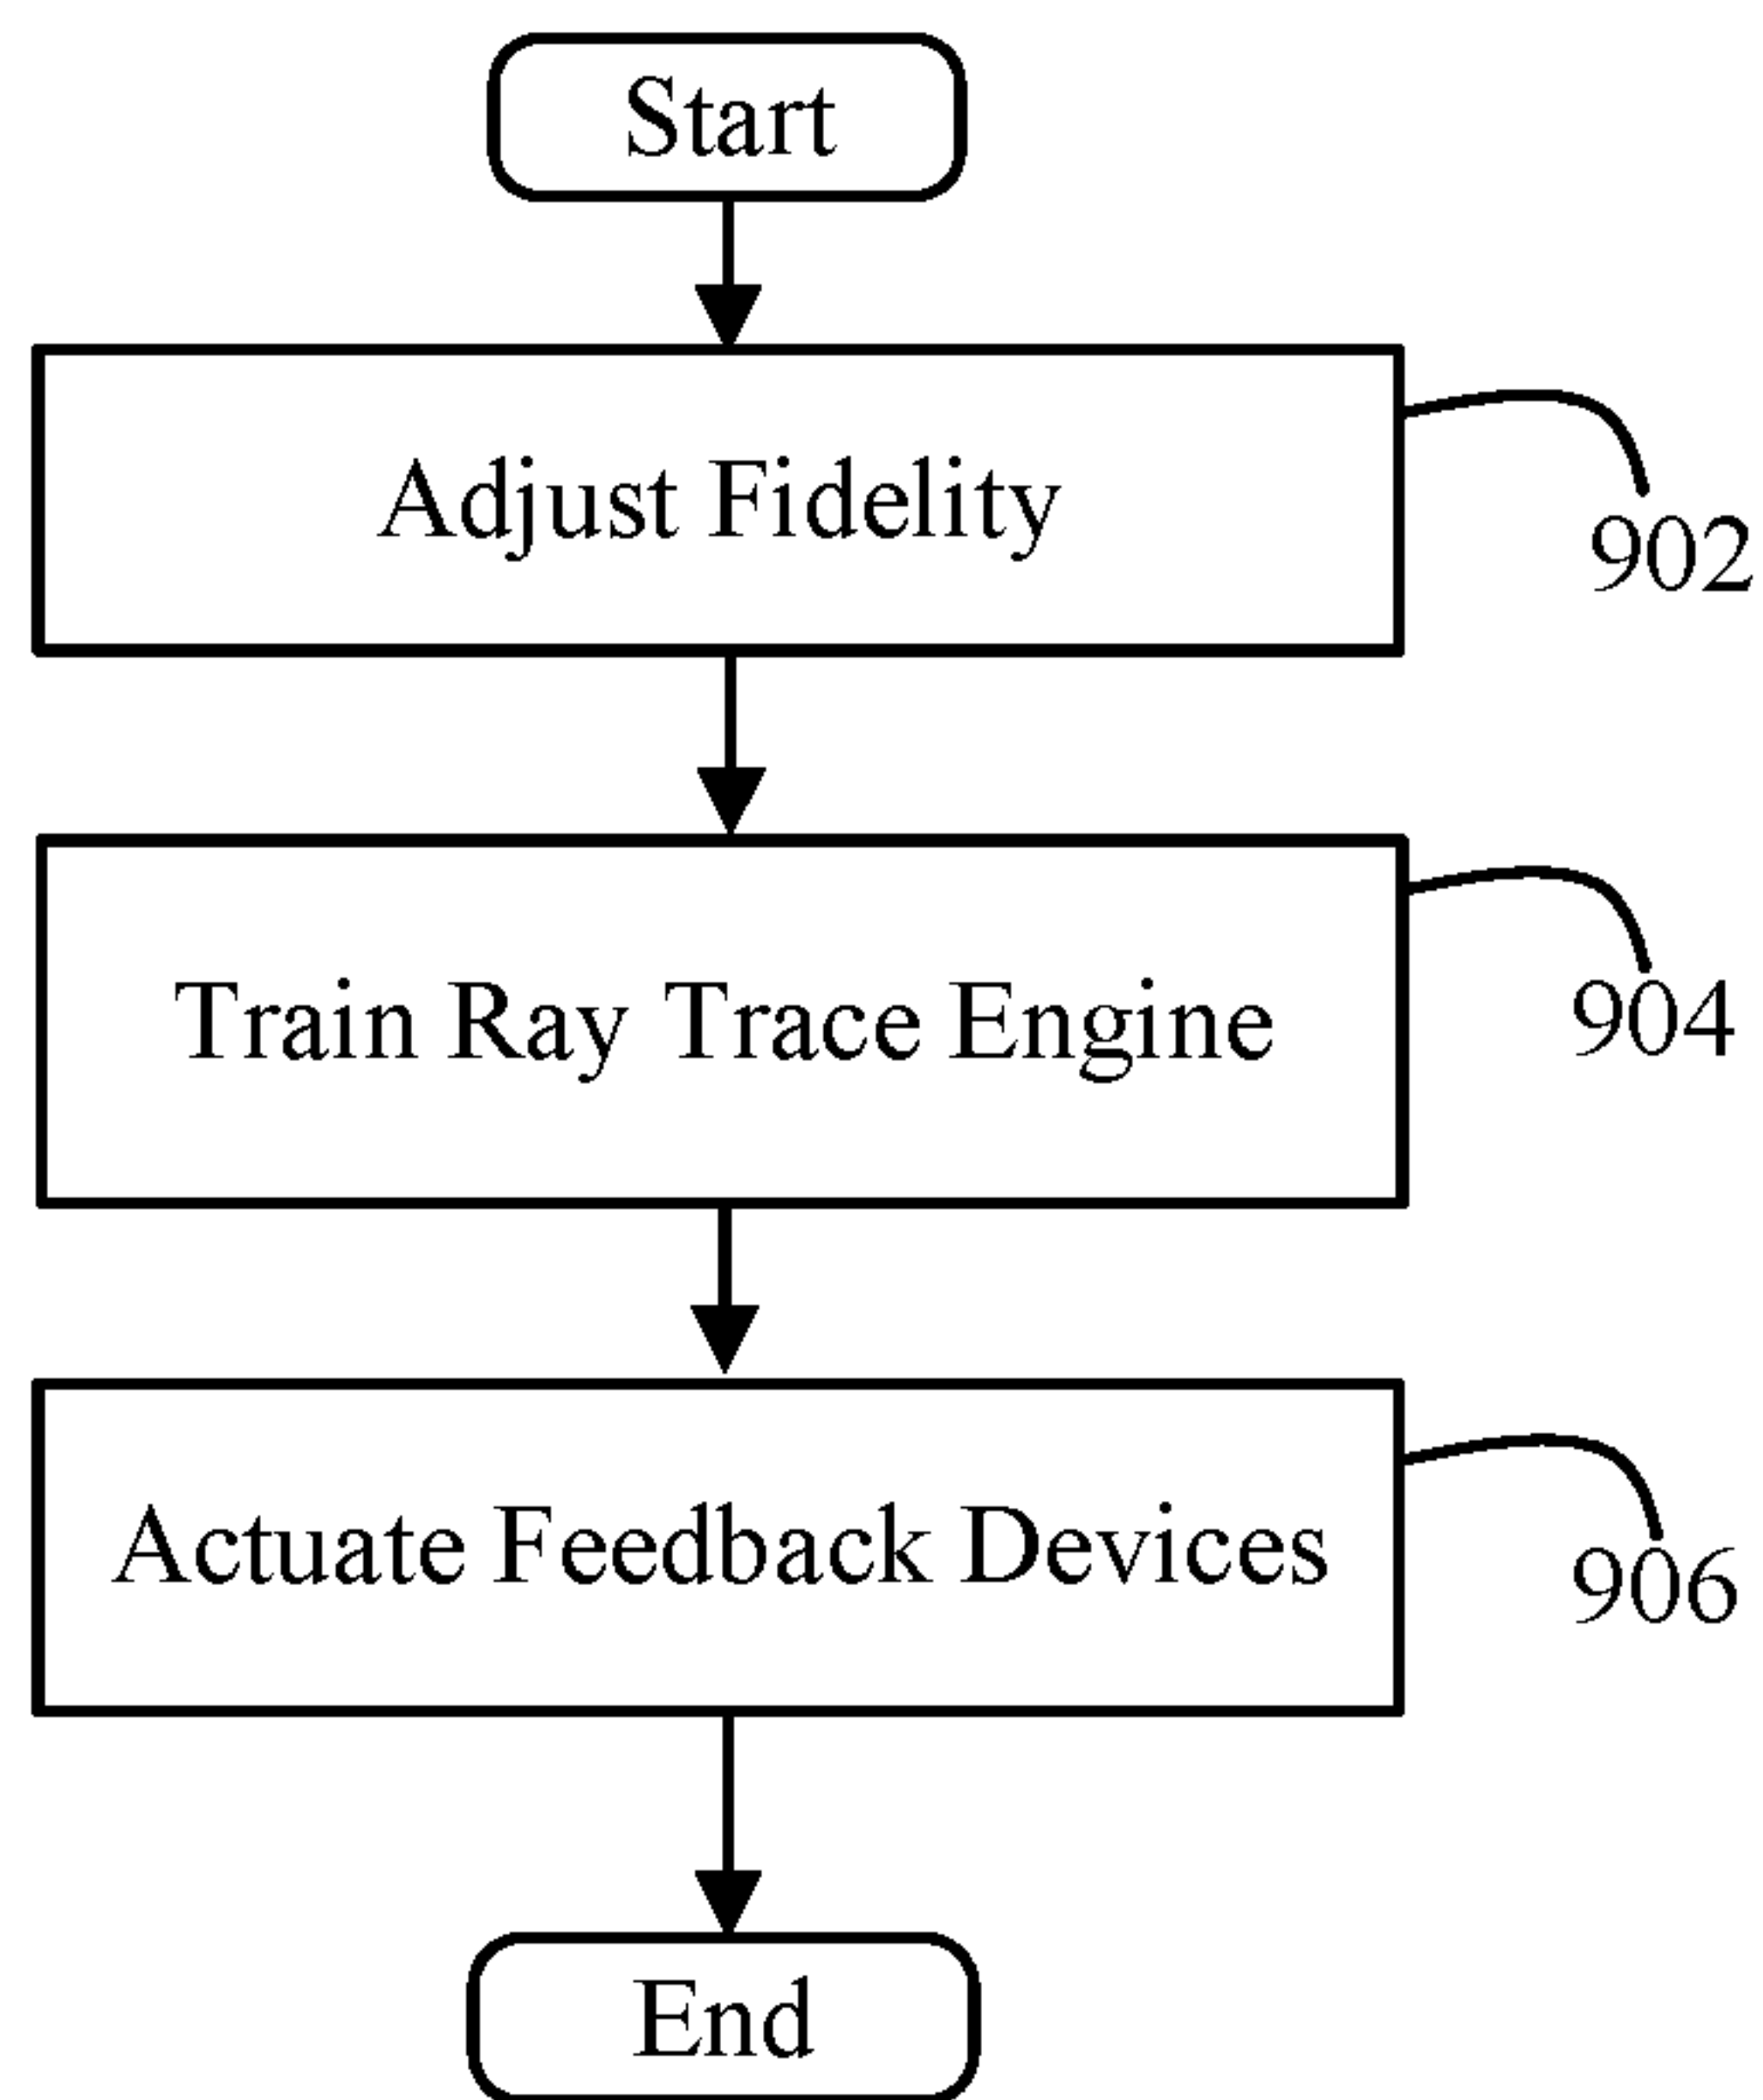 Start
Adjust Fidelity
902
Train Ray Trace Engine
904
Actuate Feedback Devices
906
End